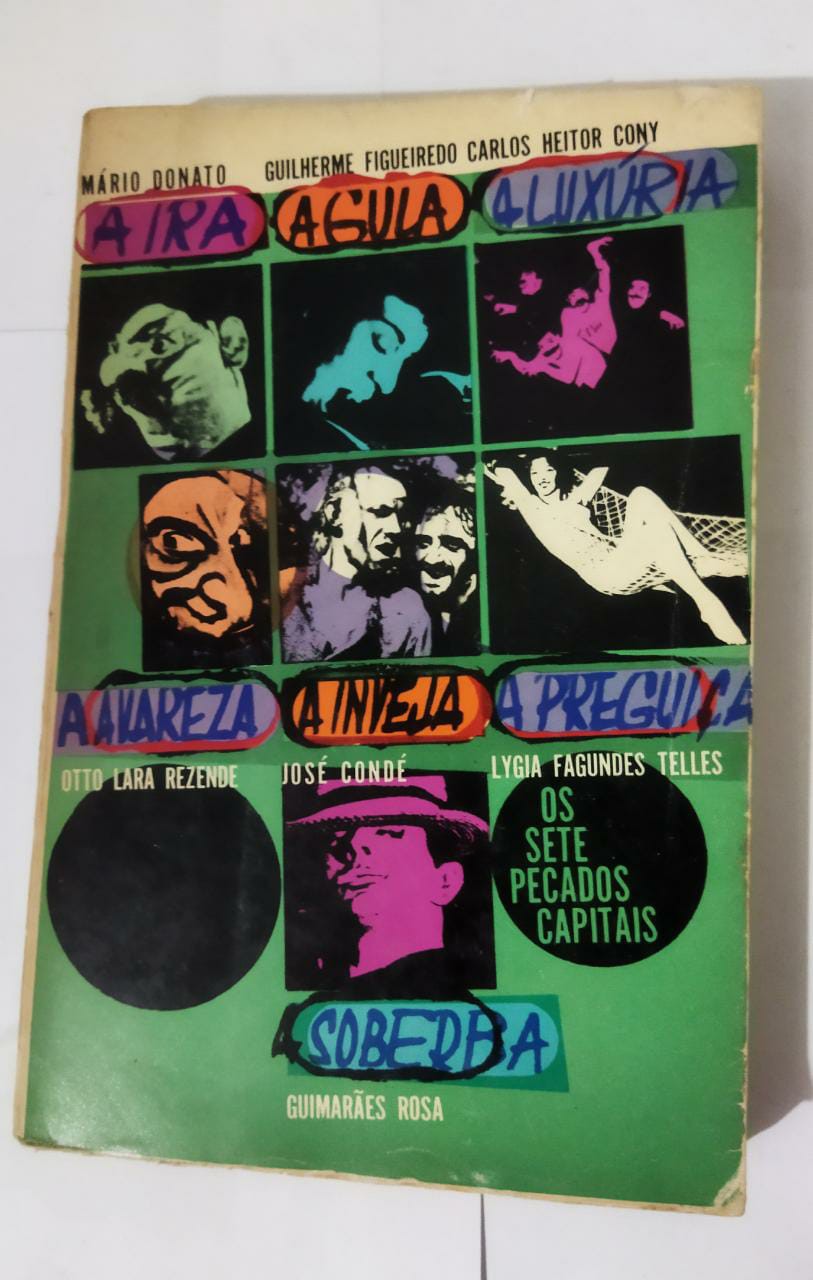 MÁRIO DONATO GUILHERME FIGUEIREDO CARLOS HEITOR CONY
A IRA A GULA A LUXÚRIA
A AVAREZA A INVEJA A PREGUIÇA
OTTO LARA REZENDE JOSÉ CONDÉ LYGIA FAGUNDES TELLES
OS
SETE
PECADOS
CAPITAIS
A SOBERBA
GUIMARÃES ROSA